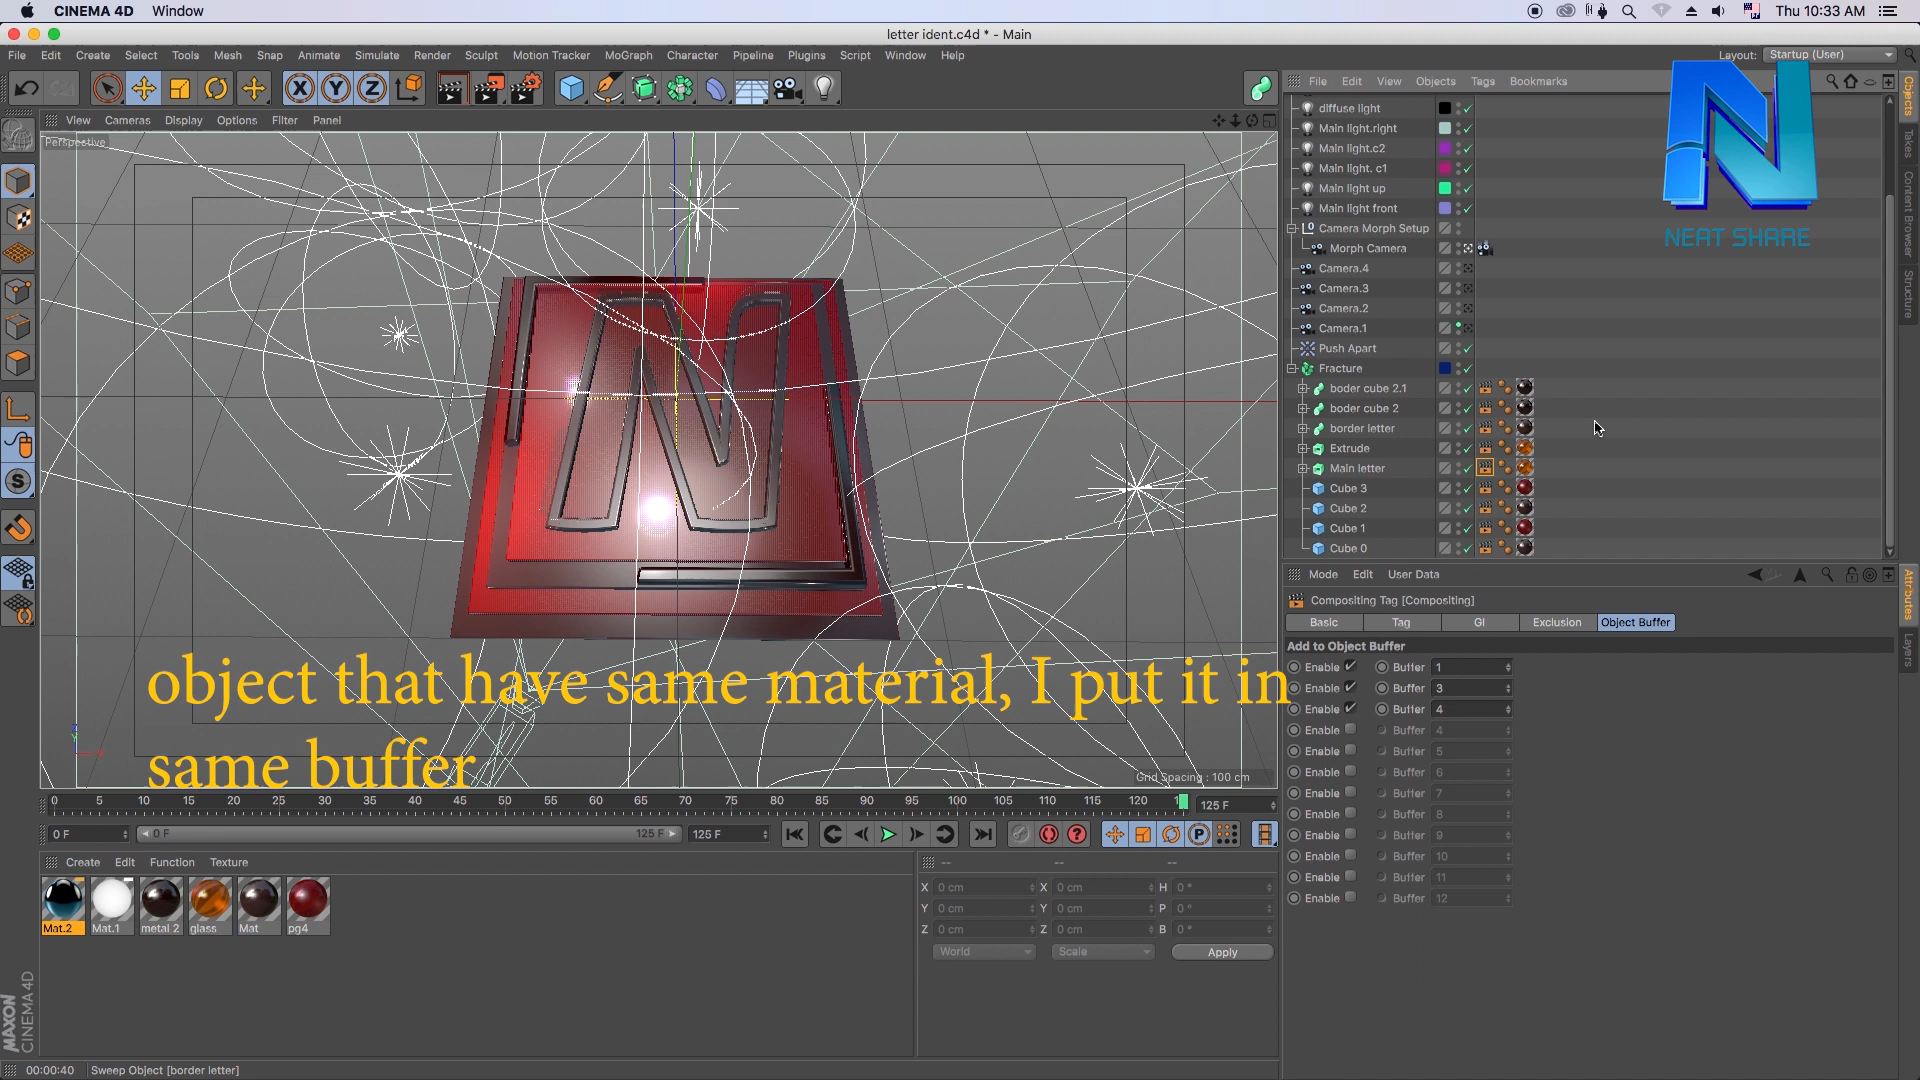 CINEMA 4D Window
Thu 10:33 AM
letter ident.c4d * - Main
File Edit Create Select Tools Mesh Snap Animate Simulate Render Sculpt Motion Tracker MoGraph Character Pipeline Plugins Script Window Help
Layout: Startup (User)
File Edit View Objects Tags Bookmarks
View Cameras Display Options Filter Panel
Perspective
diffuse light
Main light.right
Main light.c2
Main light. c1
Main light up
Main light front
Camera Morph Setup
Morph Camera
Camera.4
Camera.3
Camera.2
Camera.1
Push Apart
Fracture
boder cube 2.1
boder cube 2
border letter
Extrude
Main letter
Cube 3
Cube 2
Cube 1
Cube 0
NEAT SHARE
Objects
Takes
Content Browser
Structure
Attributes
Layers
Mode Edit User Data
Compositing Tag [Compositing]
Basic Tag GI Exclusion Object Buffer
Add to Object Buffer
Enable Buffer 1
Enable Buffer 3
Enable Buffer 4
Enable Buffer 4
Enable Buffer 5
Enable Buffer 6
Enable Buffer 7
Enable Buffer 8
Enable Buffer 9
Enable Buffer 10
Enable Buffer 11
Enable Buffer 12
object that have same material, I put it in
same buffer
Grid Spacing : 100 cm
0 5 10 15 20 25 30 35 40 45 50 55 60 65 70 75 80 85 90 95 100 105 110 115 120 125 F
0 F 0 F 125 F 125 F
Create Edit Function Texture
Mat.2 Mat.1 metal 2 glass Mat pg4
-- -- --
X 0 cm X 0 cm H 0 °
Y 0 cm Y 0 cm P 0 °
Z 0 cm Z 0 cm B 0 °
World Scale Apply
MAXON
CINEMA 4D
00:00:40 Sweep Object [border letter]